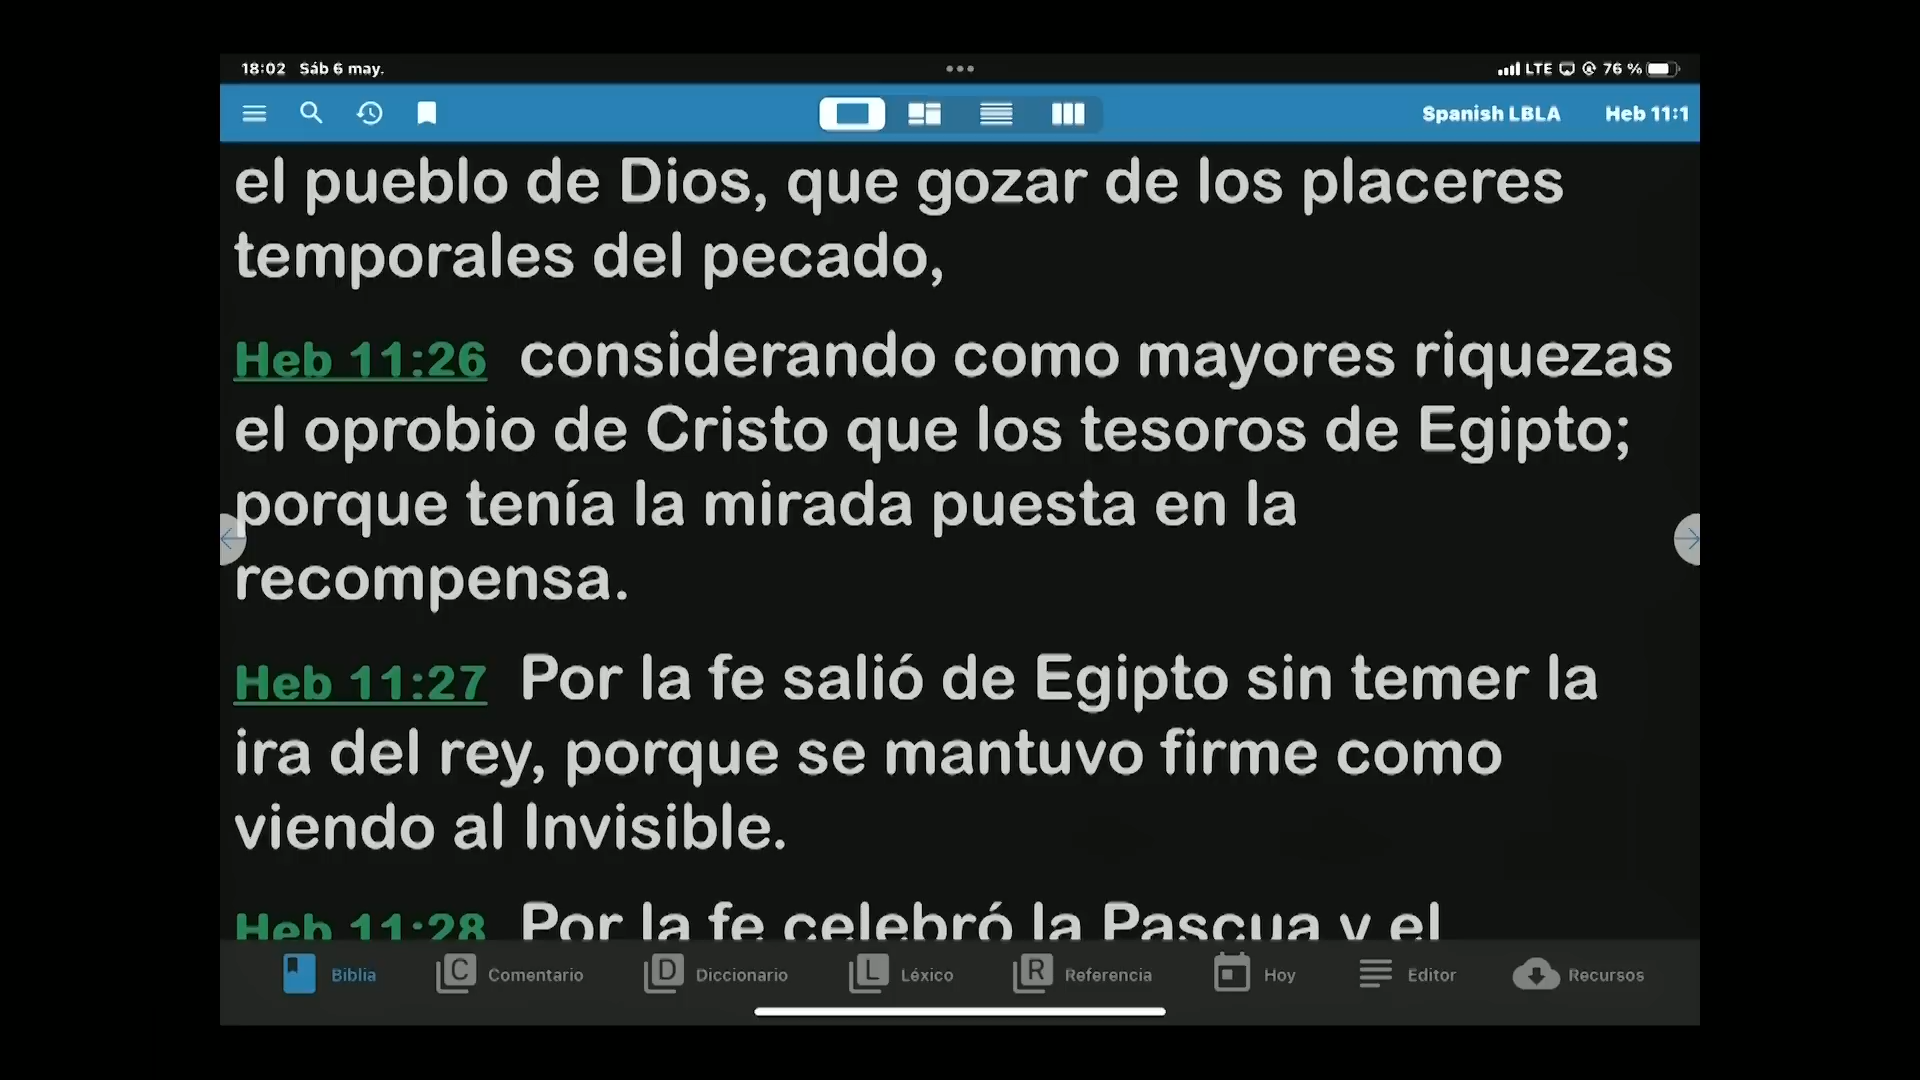 18:02 Sáb 6 may.
LTE 76 %
Spanish LBLA Heb 11:1
el pueblo de Dios, que gozar de los placeres
temporales del pecado,
Heb 11:26 considerando como mayores riquezas
el oprobio de Cristo que los tesoros de Egipto;
porque tenía la mirada puesta en la
recompensa.
Heb 11:27 Por la fe salió de Egipto sin temer la
ira del rey, porque se mantuvo firme como
viendo al Invisible.
Heb 11:28 Por la fe celebró la Pascua y el
Biblia C Comentario D Diccionario L Léxico R Referencia Hoy Editor Recursos